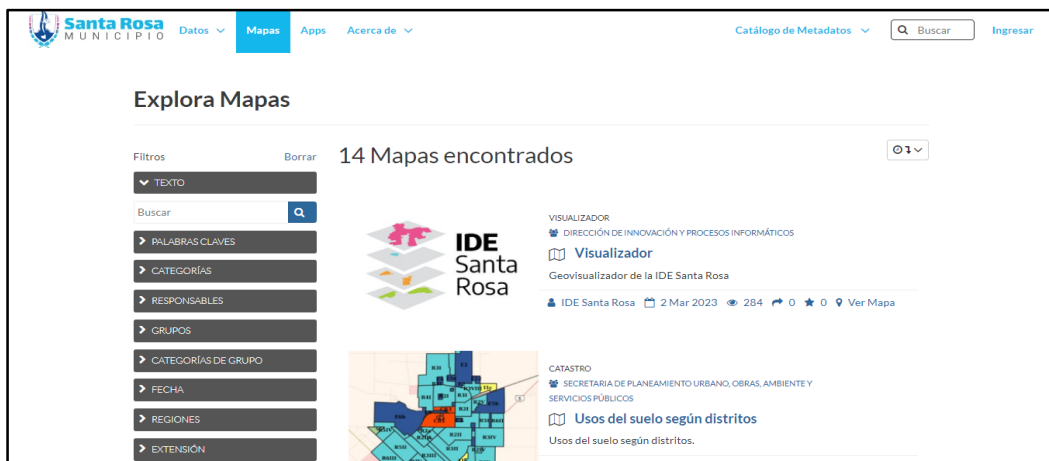 Santa Rosa
MUNICIPIO
Datos
Mapas
Apps
Acerca de
Catálogo de Metadatos
Buscar
Ingresar
Explora Mapas
Filtros
Borrar
TEXTO
Buscar
PALABRAS CLAVES
CATEGORÍAS
RESPONSABLES
GRUPOS
CATEGORÍAS DE GRUPO
FECHA
REGIONES
EXTENSIÓN
14 Mapas encontrados
IDE
Santa
Rosa
VISUALIZADOR
DIRECCIÓN DE INNOVACIÓN Y PROCESOS INFORMÁTICOS
Visualizador
Geovisualizador de la IDE Santa Rosa
IDE Santa Rosa 2 Mar 2023 284 0 0 Ver Mapa
CATASTRO
SECRETARIA DE PLANEAMIENTO URBANO, OBRAS, AMBIENTE Y
SERVICIOS PÚBLICOS
Usos del suelo según distritos
Usos del suelo según distritos.